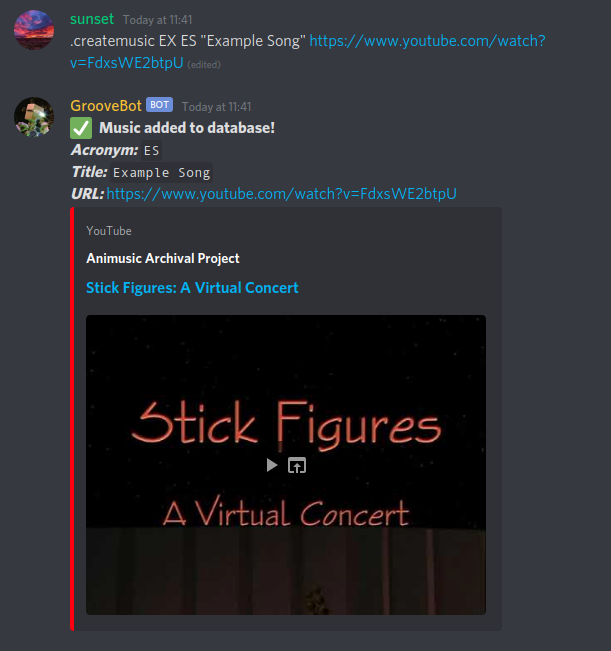 sunset Today at 11:41
.createmusic EX ES "Example Song" https://www.youtube.com/watch?
v=FdxsWE2btpU (edited)
GrooveBot BOT Today at 11:41
Music added to database!
Acronym: ES
Title: Example Song
URL: https://www.youtube.com/watch?v=FdxsWE2btpU
YouTube
Animusic Archival Project
Stick Figures: A Virtual Concert
Stick Figures
A Virtual Concert